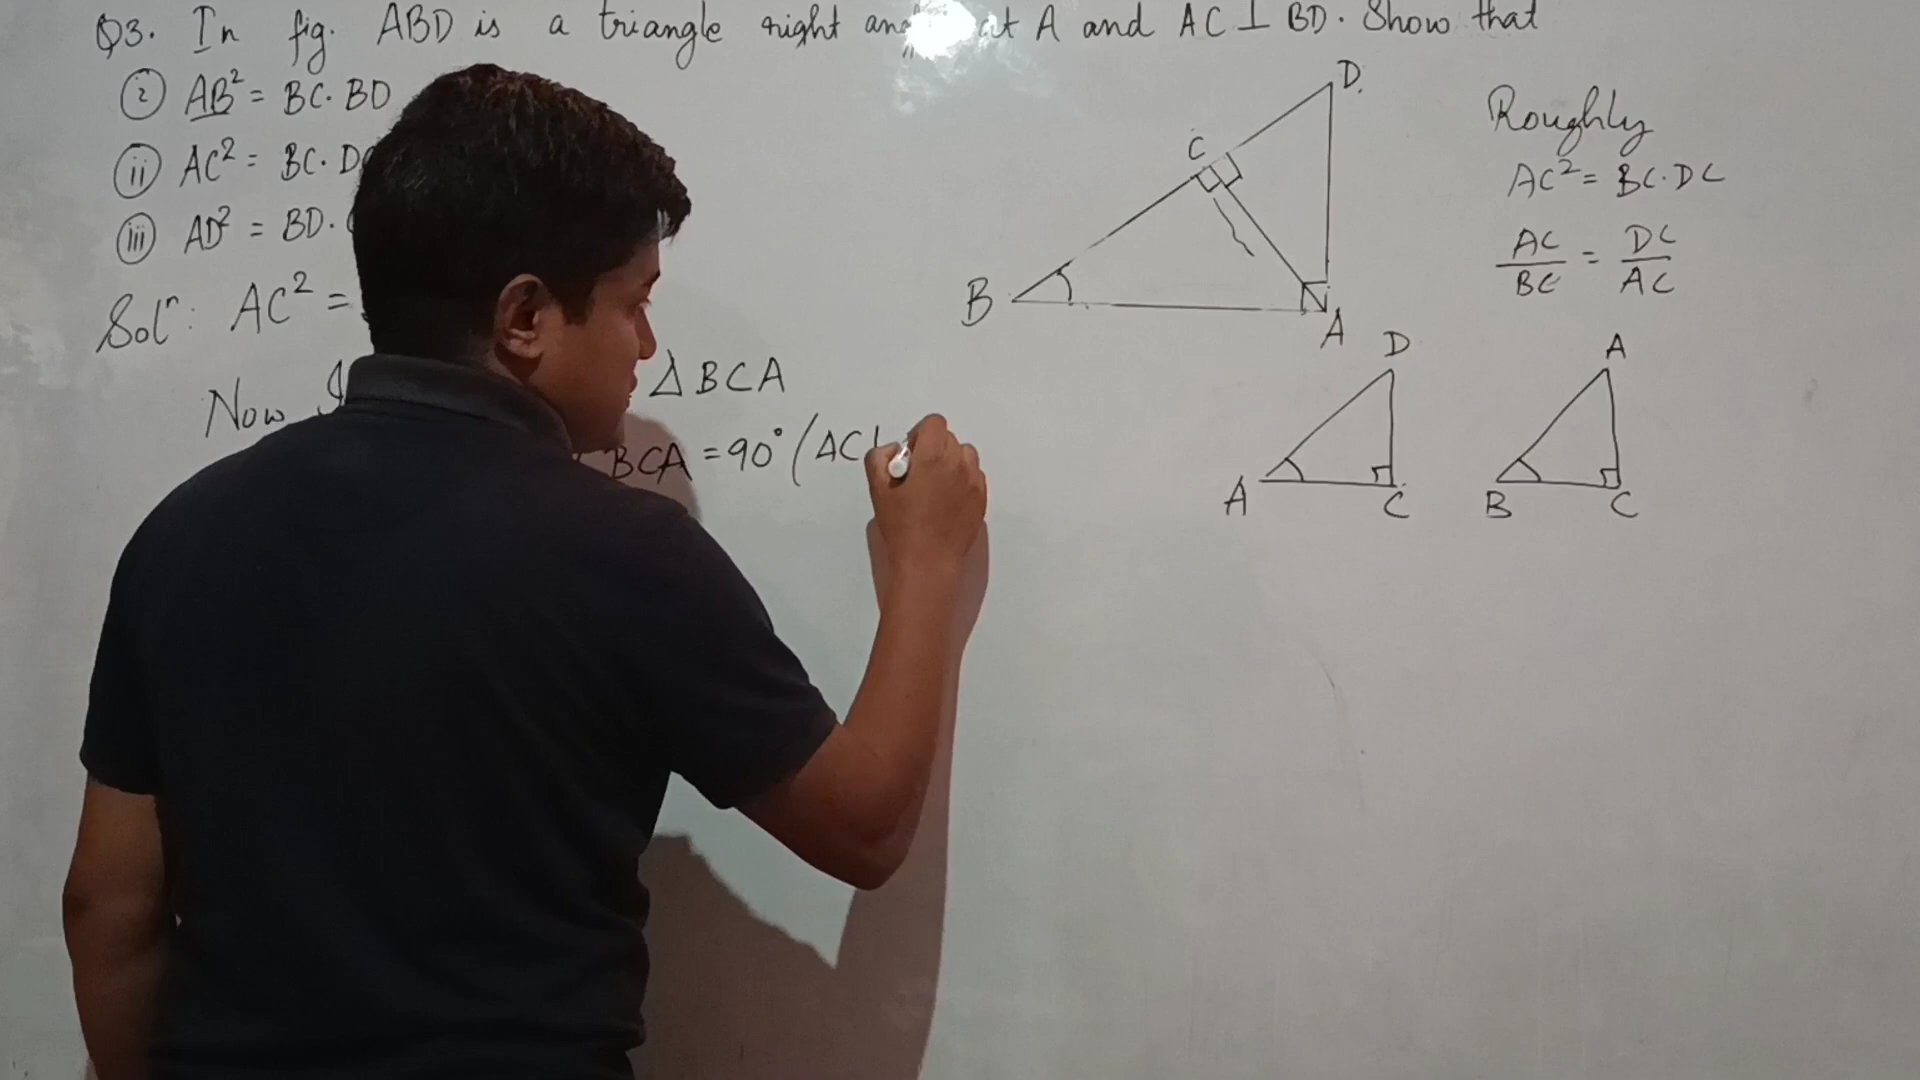 Q3. In fig. ABD is a triangle right at A and AC ⊥ BD. Show that
(i) AB² = BC. BD
(ii) AC² = BC.
(iii) AD² = BD.
Solⁿ: AC² =
Now △BCA
BCA = 90° (AC
D
C
B
A
Roughly
AC² = BC.DC
AC/BC = DC/AC
D
A
C
A
B
C